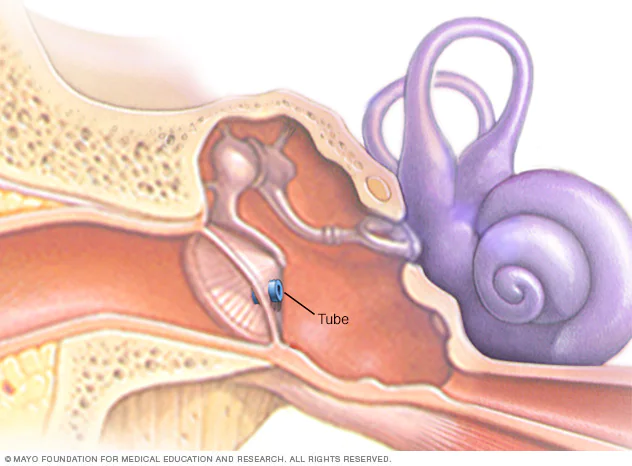 Tube
© MAYO FOUNDATION FOR MEDICAL EDUCATION AND RESEARCH. ALL RIGHTS RESERVED.